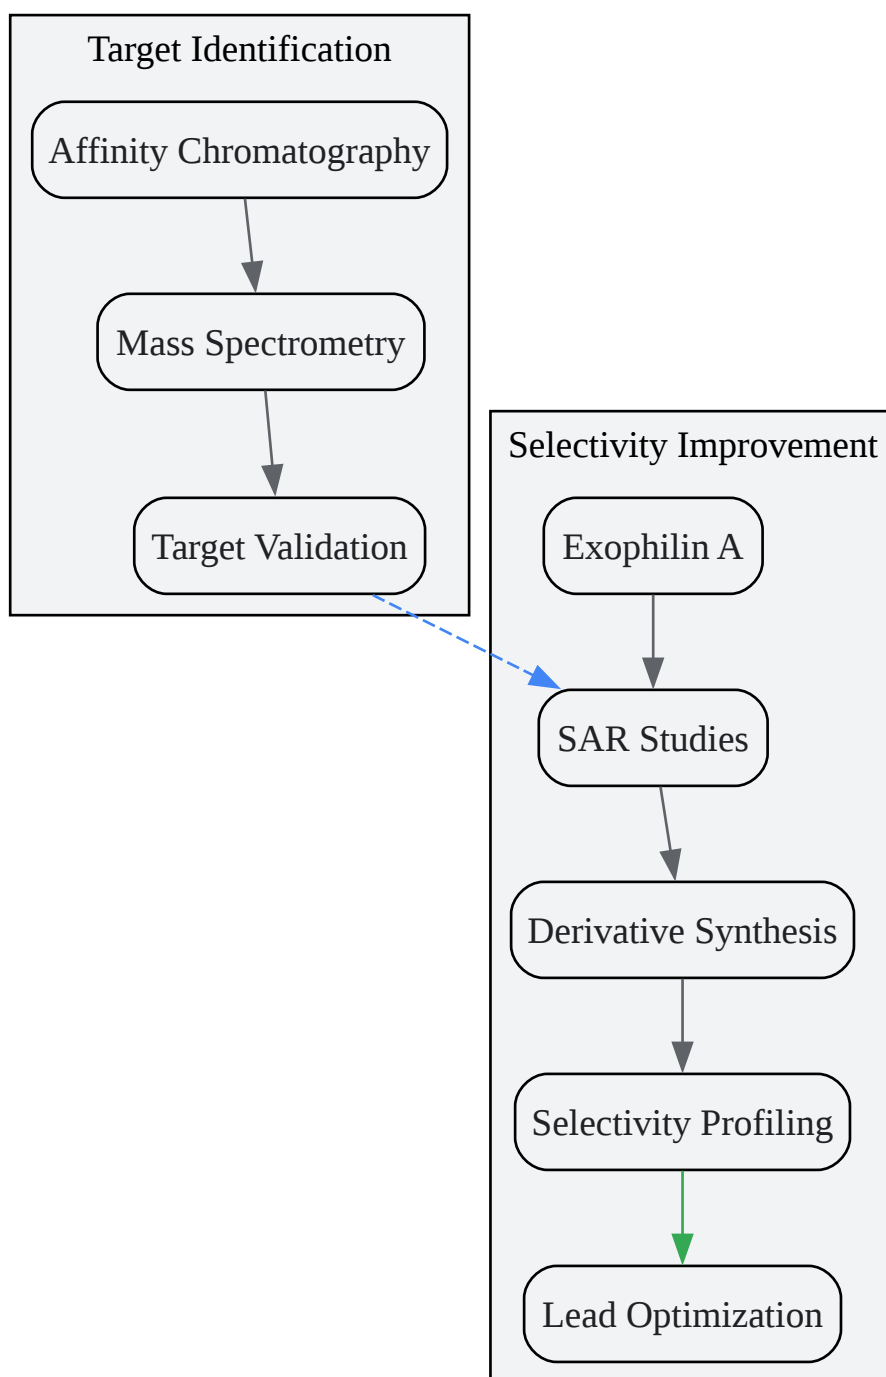 Target Identification
Affinity Chromatography
Mass Spectrometry
Target Validation
Selectivity Improvement
Exophilin A
SAR Studies
Derivative Synthesis
Selectivity Profiling
Lead Optimization